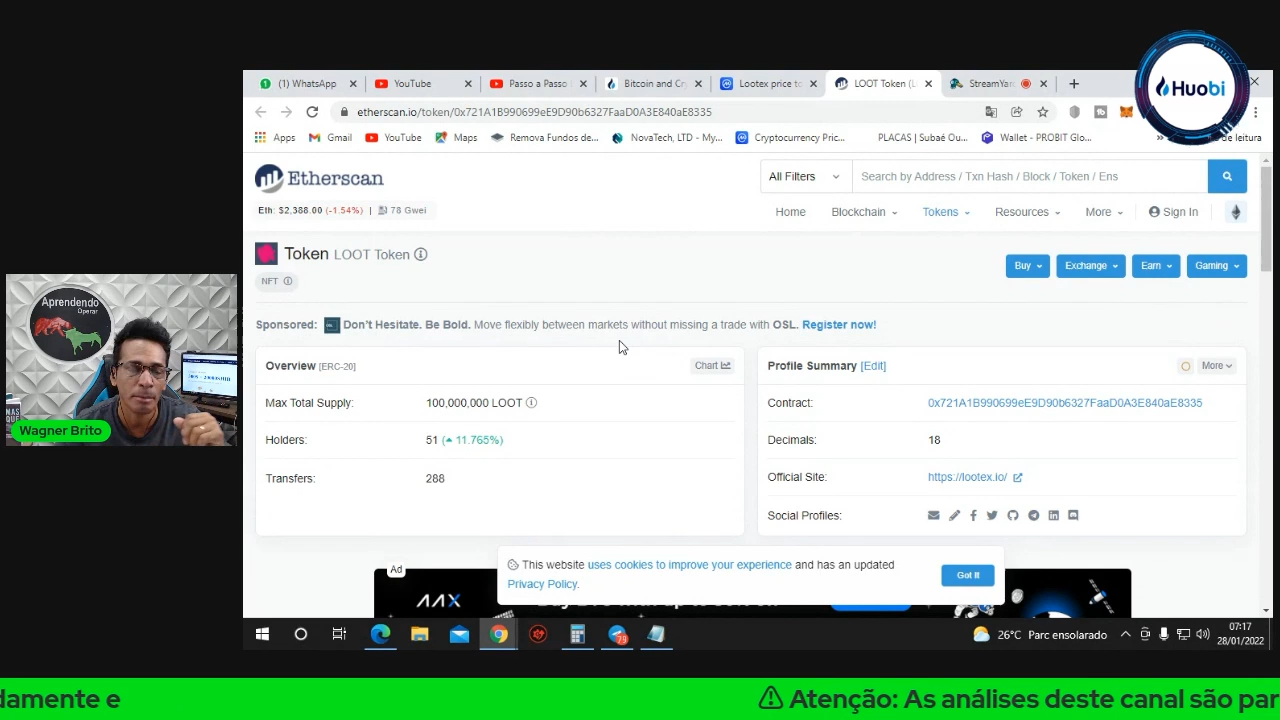 Huobi
(1) WhatsApp
YouTube
Passo a Passo
Bitcoin and Cry
Lootex price to
LOOT Token (L
StreamYar
etherscan.io/token/0x721A1B990699eE9D90b6327FaaD0A3E840aE8335
Apps
Gmail
YouTube
Maps
Remova Fundos de...
NovaTech, LTD - My...
Cryptocurrency Pric...
PLACAS | Subaé Ou...
Wallet - PROBIT Glo...
de leitura
Etherscan
All Filters
Search by Address / Txn Hash / Block / Token / Ens
Eth: $2,388.00 (-1.54%) | 78 Gwei
Home
Blockchain
Tokens
Resources
More
Sign In
Token LOOT Token
NFT
Buy
Exchange
Earn
Gaming
Sponsored: Don't Hesitate. Be Bold. Move flexibly between markets without missing a trade with OSL. Register now!
Overview [ERC-20]
Chart
Max Total Supply: 100,000,000 LOOT
Holders: 51 (11.765%)
Transfers: 288
Profile Summary [Edit]
More
Contract: 0x721A1B990699eE9D90b6327FaaD0A3E840aE8335
Decimals: 18
Official Site: https://lootex.io/
Social Profiles:
Ad
AAX
This website uses cookies to improve your experience and has an updated
Privacy Policy.
Got It
Aprendendo
Operar
Wagner Brito
79
26°C Parc ensolarado
07:17
28/01/2022
damente e
Atenção: As análises deste canal são par